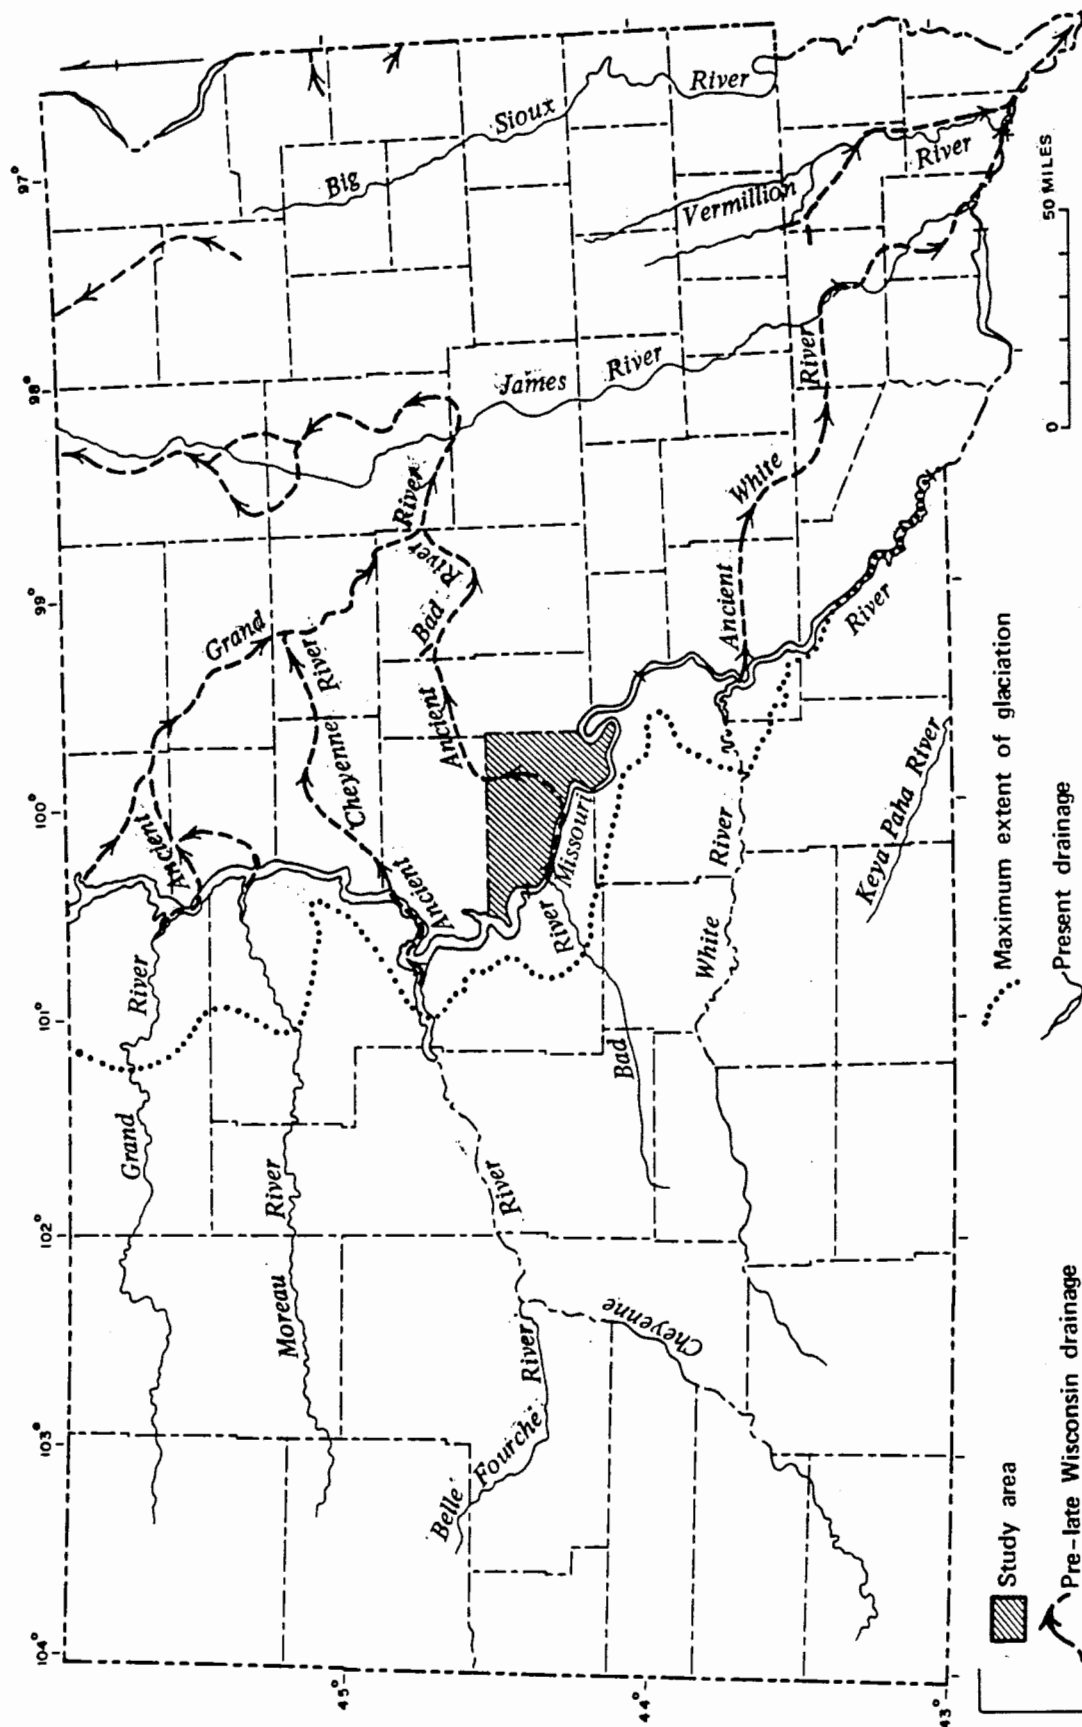 104°
103°
102°
101°
100°
99°
98°
97°
45°
44°
43°
Grand
River
Ancient
Grand
Moreau
River
Belle
Fourche
River
Cheyenne
River
Ancient
Cheyenne
River
River
Ancient
Bad
River
Bad
River
Missouri
White
River
Ancient
White
River
River
Keya Paha River
James
River
Big
Sioux
River
Vermillion
River
0
50 MILES
Study area
Pre-late Wisconsin drainage
Maximum extent of glaciation
Present drainage